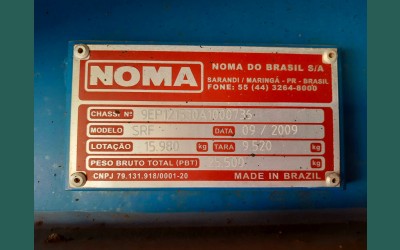 NOMA
NOMA DO BRASIL S/A
SARANDI / MARINGÁ - PR - BRASIL
FONE: 55 (44) 3264-8000
CHASSI Nº
MODELO SRF DATA 09 / 2009
LOTAÇÃO 15.980 kg TARA 9.520 kg
PESO BRUTO TOTAL (PBT) kg
CNPJ 79.131.918/0001-20 MADE IN BRAZIL